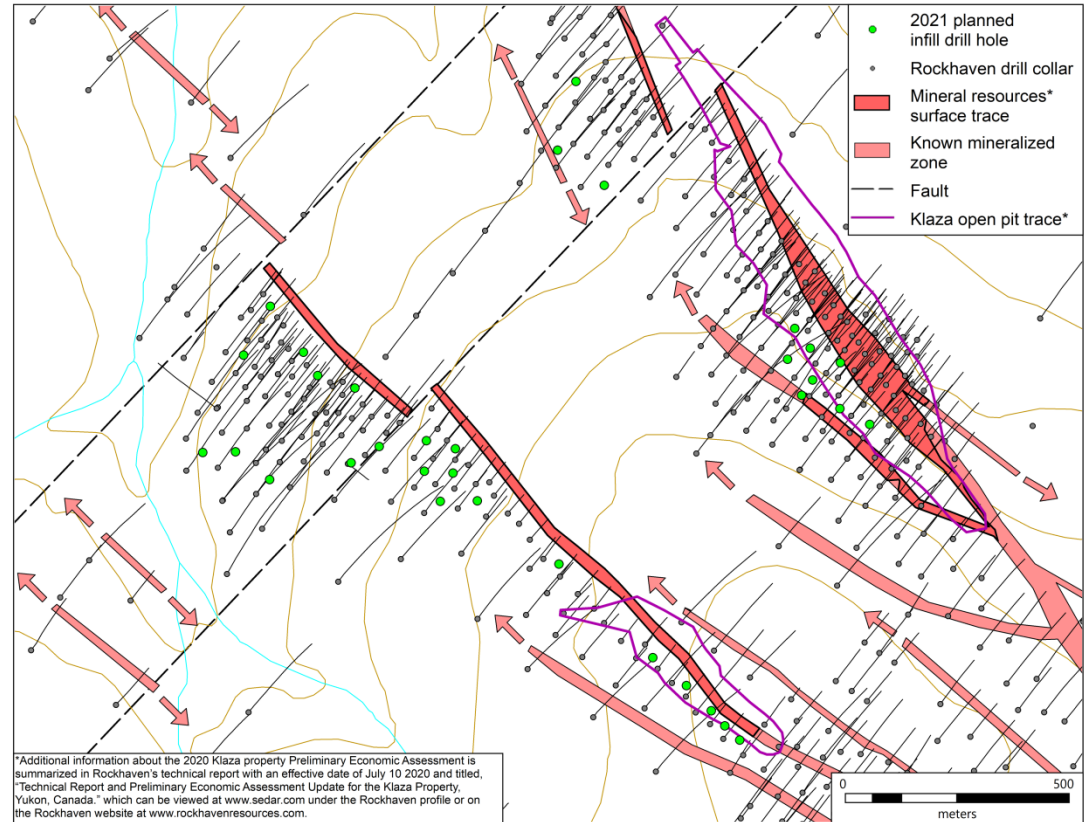 2021 planned
infill drill hole
Rockhaven drill collar
Mineral resources*
surface trace
Known mineralized
zone
Fault
Klaza open pit trace*
*Additional information about the 2020 Klaza property Preliminary Economic Assessment is
summarized in Rockhaven's technical report with an effective date of July 10 2020 and titled,
"Technical Report and Preliminary Economic Assessment Update for the Klaza Property,
Yukon, Canada." which can be viewed at www.sedar.com under the Rockhaven profile or on
the Rockhaven website at www.rockhavenresources.com.
0 500
meters